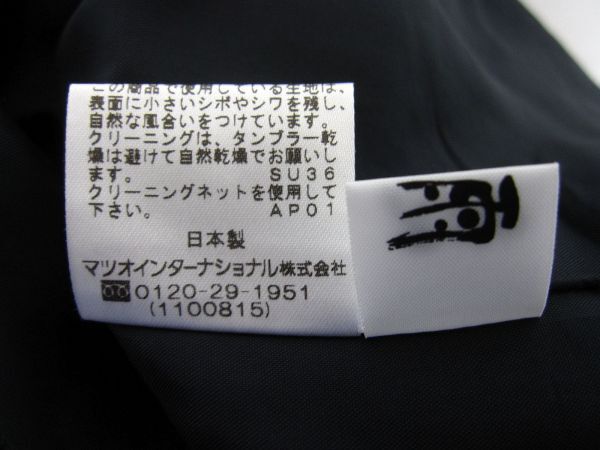 この商品で使用している生地は、
表面に小さいシボやシワを残し、
自然な風合いをつけています。
クリーニングは、タンブラー乾
燥は避けて自然乾燥でお願いし
ます。 SU36
クリーニングネットを使用して
下さい。 AP01
日本製
マツオインターナショナル株式会社
0120-29-1951
(1100815)